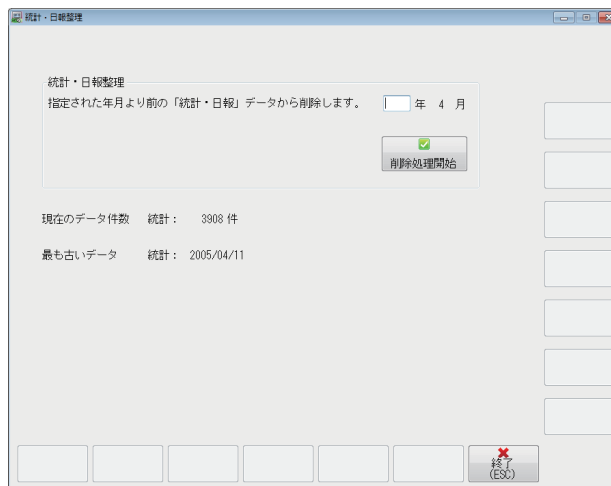 統計・日報整理
統計・日報整理
指定された年月より前の「統計・日報」データから削除します。 年 4 月
削除処理開始
現在のデータ件数 統計： 3908 件
最も古いデータ 統計： 2005/04/11
終了
(ESC)